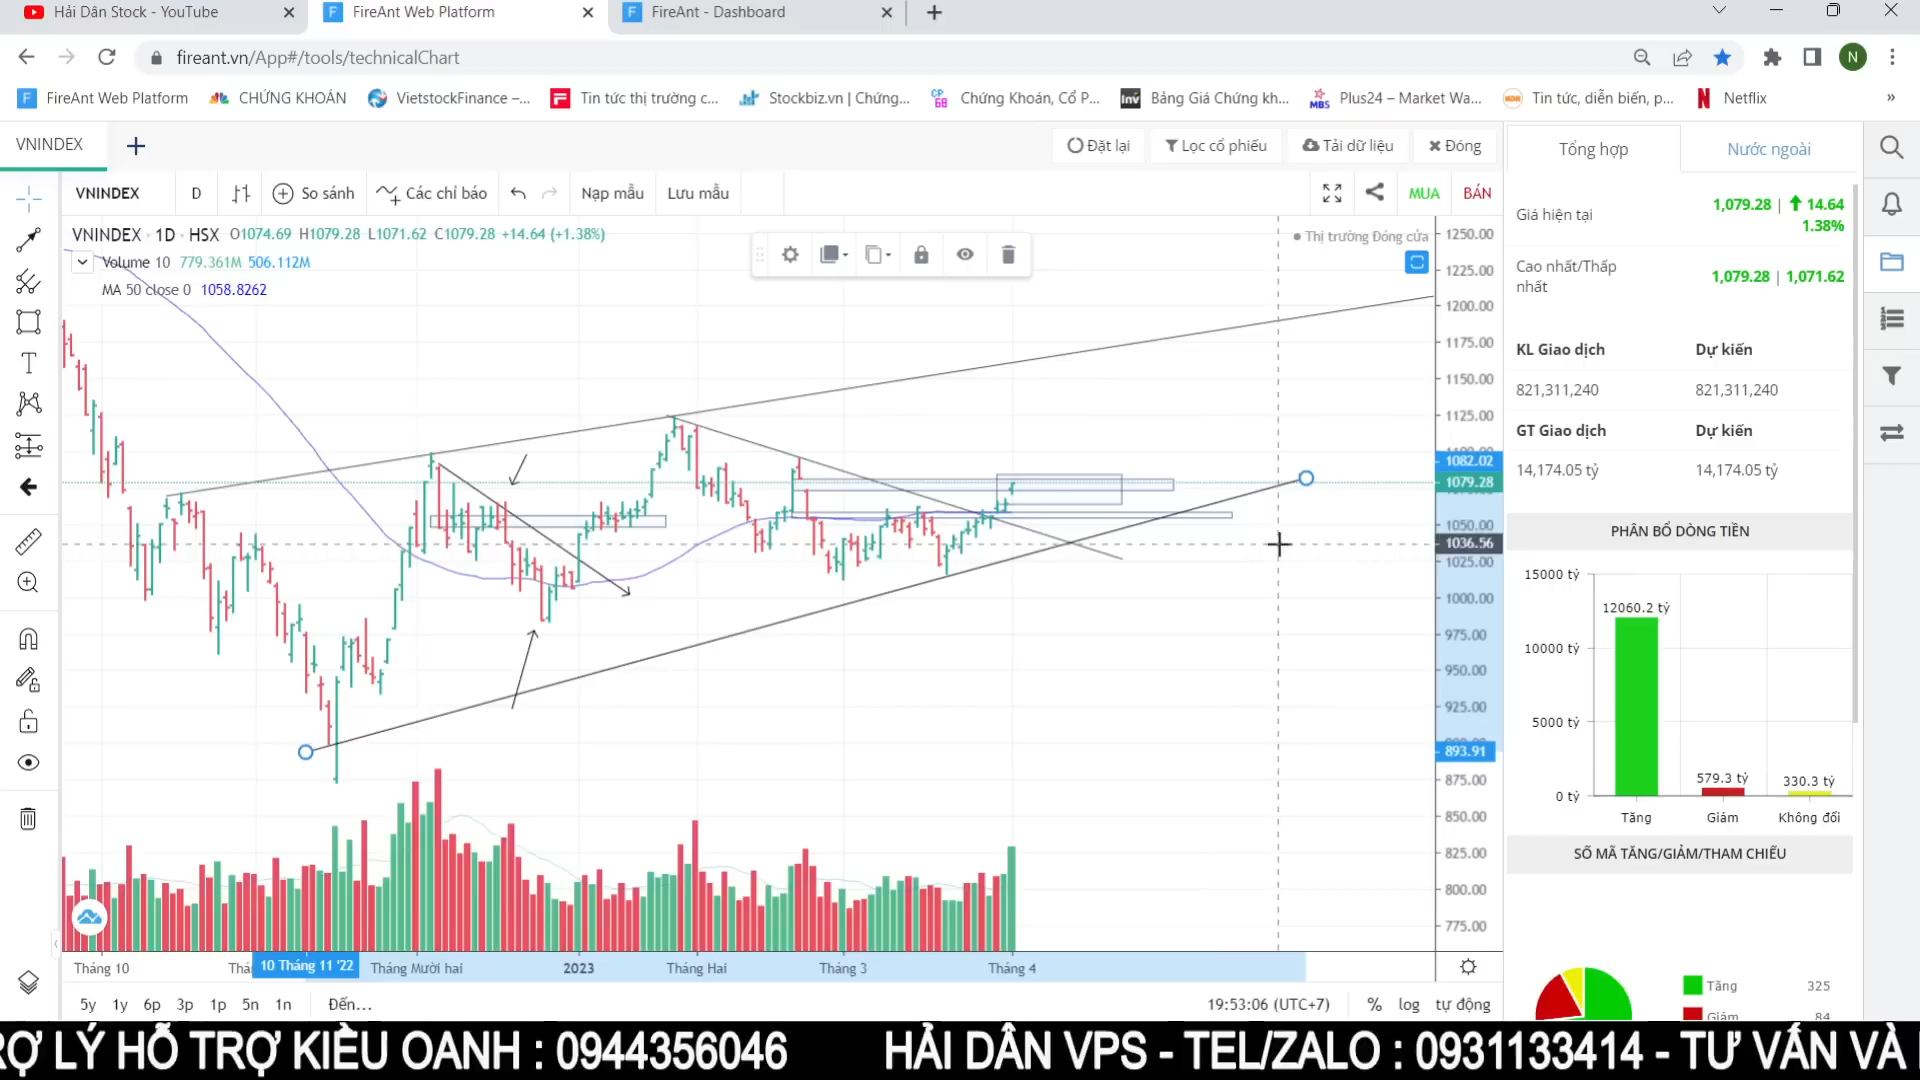 Hải Dân Stock - YouTube
FireAnt Web Platform
FireAnt - Dashboard
fireant.vn/App#/tools/technicalChart
N
FireAnt Web Platform
CHỨNG KHOÁN
VietstockFinance –...
Tin tức thị trường c...
Stockbiz.vn | Chứng...
Chứng Khoán, Cổ P...
Bảng Giá Chứng kh...
Plus24 – Market Wa...
Tin tức, diễn biến, p...
Netflix
»
VNINDEX
Đặt lại
Lọc cổ phiếu
Tải dữ liệu
Đóng
Tổng hợp
Nước ngoài
VNINDEX
D
So sánh
Các chỉ báo
Nạp mẫu
Lưu mẫu
MUA
BÁN
VNINDEX · 1D · HSX O1074.69 H1079.28 L1071.62 C1079.28 +14.64 (+1.38%)
Volume 10 779.361M 506.112M
MA 50 close 0 1058.8262
Thị trường Đóng cửa
1250.00
1225.00
1200.00
1175.00
1150.00
1125.00
1082.02
1079.28
1050.00
1036.56
1025.00
1000.00
975.00
950.00
925.00
893.91
875.00
850.00
825.00
800.00
775.00
Tháng 10
10 Tháng 11 '22
Tháng Mười hai
2023
Tháng Hai
Tháng 3
Tháng 4
5y 1y 6p 3p 1p 5n 1n
Đến...
19:53:06 (UTC+7)
%
log
tự động
Giá hiện tại
1,079.28 | 14.64
1.38%
Cao nhất/Thấp nhất
1,079.28 | 1,071.62
KL Giao dịch
Dự kiến
821,311,240
821,311,240
GT Giao dịch
Dự kiến
14,174.05 tỷ
14,174.05 tỷ
PHÂN BỔ DÒNG TIỀN
15000 tỷ
10000 tỷ
5000 tỷ
0 tỷ
12060.2 tỷ
579.3 tỷ
330.3 tỷ
Tăng
Giảm
Không đổi
SỐ MÃ TĂNG/GIẢM/THAM CHIẾU
Tăng 325
Giảm 84
RỢ LÝ HỖ TRỢ KIỀU OANH : 0944356046
HẢI DÂN VPS - TEL/ZALO : 0931133414 - TƯ VẤN VÀ